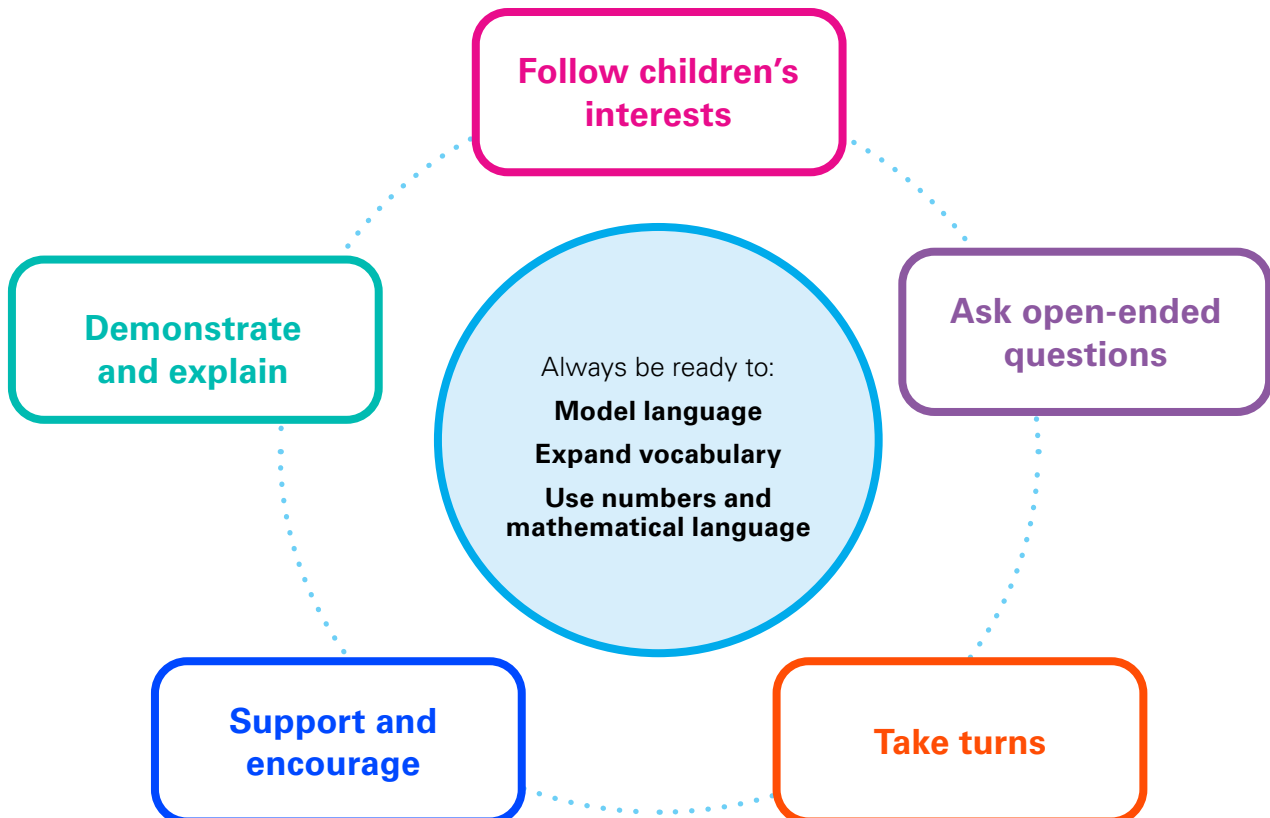 Follow children’s
interests
Ask open-ended
questions
Take turns
Support and
encourage
Demonstrate
and explain
Always be ready to:
Model language
Expand vocabulary
Use numbers and
mathematical language